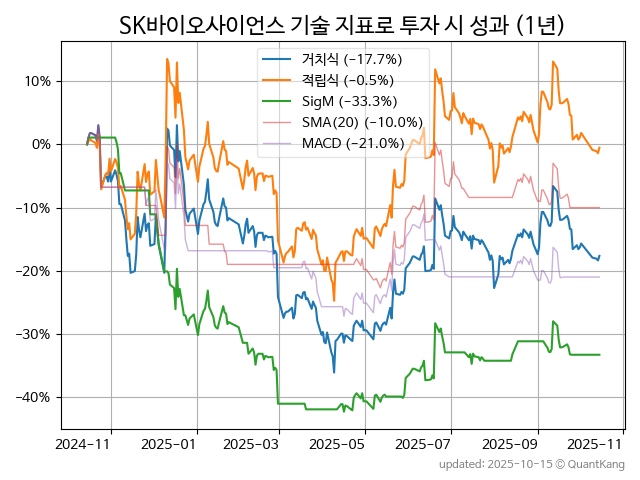 SK바이오사이언스 기술 지표로 투자 시 성과 (1년)
거치식 (−17.7%)
적립식 (−0.5%)
SigM (−33.3%)
SMA(20) (−10.0%)
MACD (−21.0%)
10%
0%
−10%
−20%
−30%
−40%
2024-11 2025-01 2025-03 2025-05 2025-07 2025-09 2025-11
updated: 2025-10-15 © QuantKang